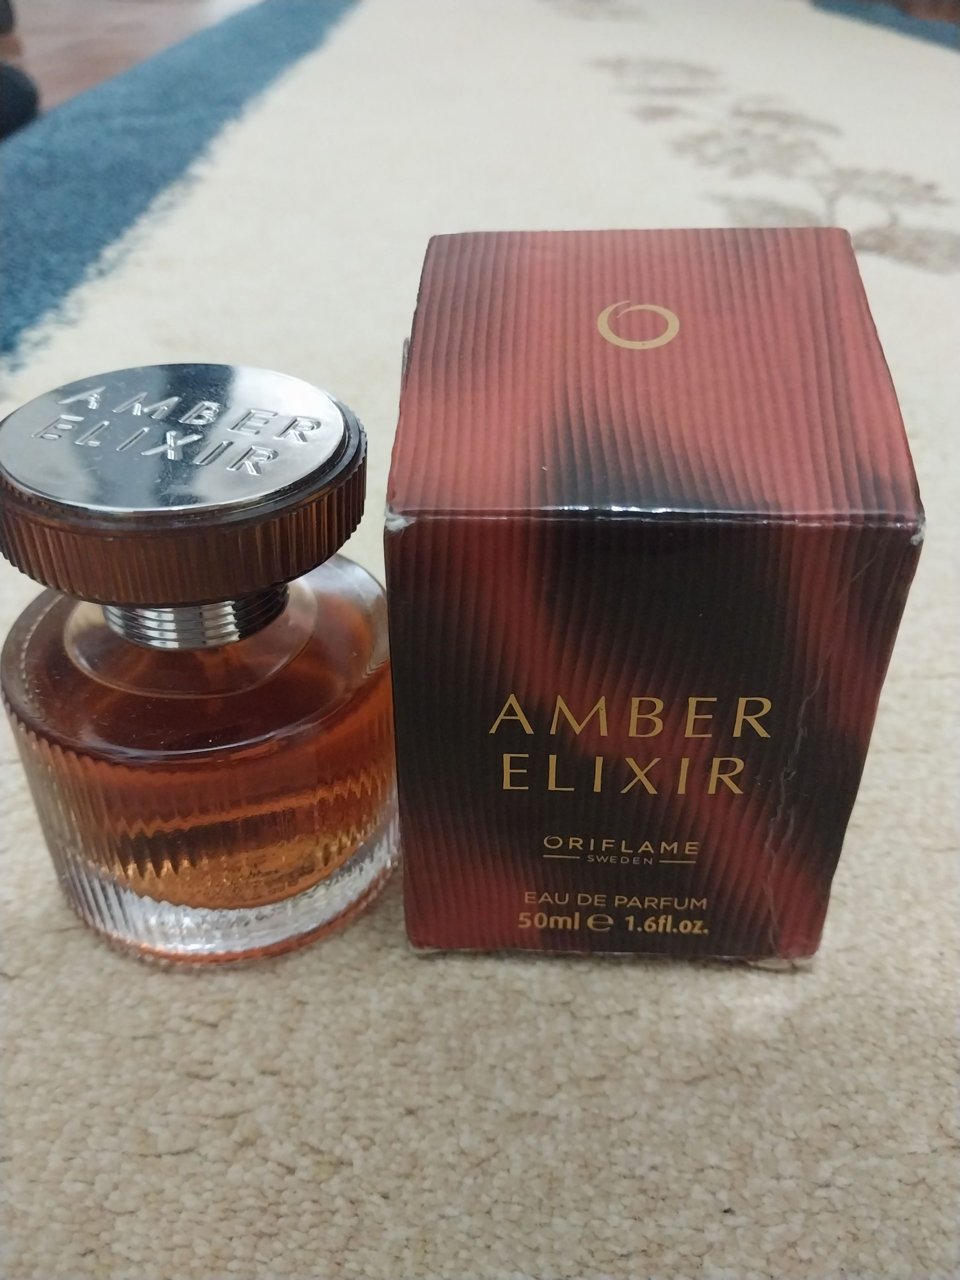 AMBER
ELIXIR
AMBER
ELIXIR
ORIFLAME
SWEDEN
EAU DE PARFUM
50ml ℮ 1.6fl.oz.